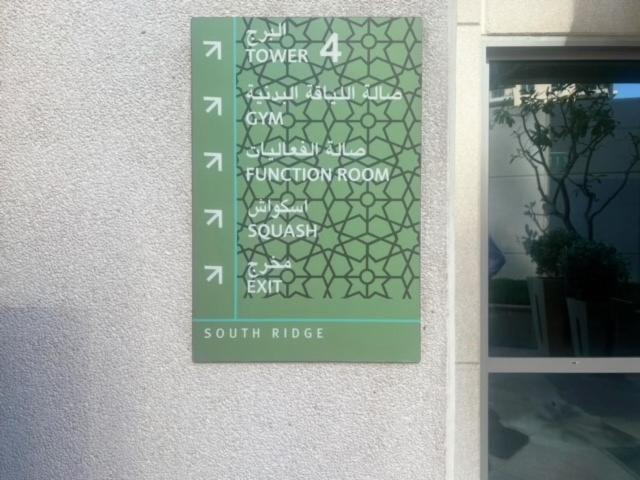 البرج
TOWER 4
صالة اللياقة البدنية
GYM
صالة الفعاليات
FUNCTION ROOM
اسكواش
SQUASH
مخرج
EXIT
SOUTH RIDGE